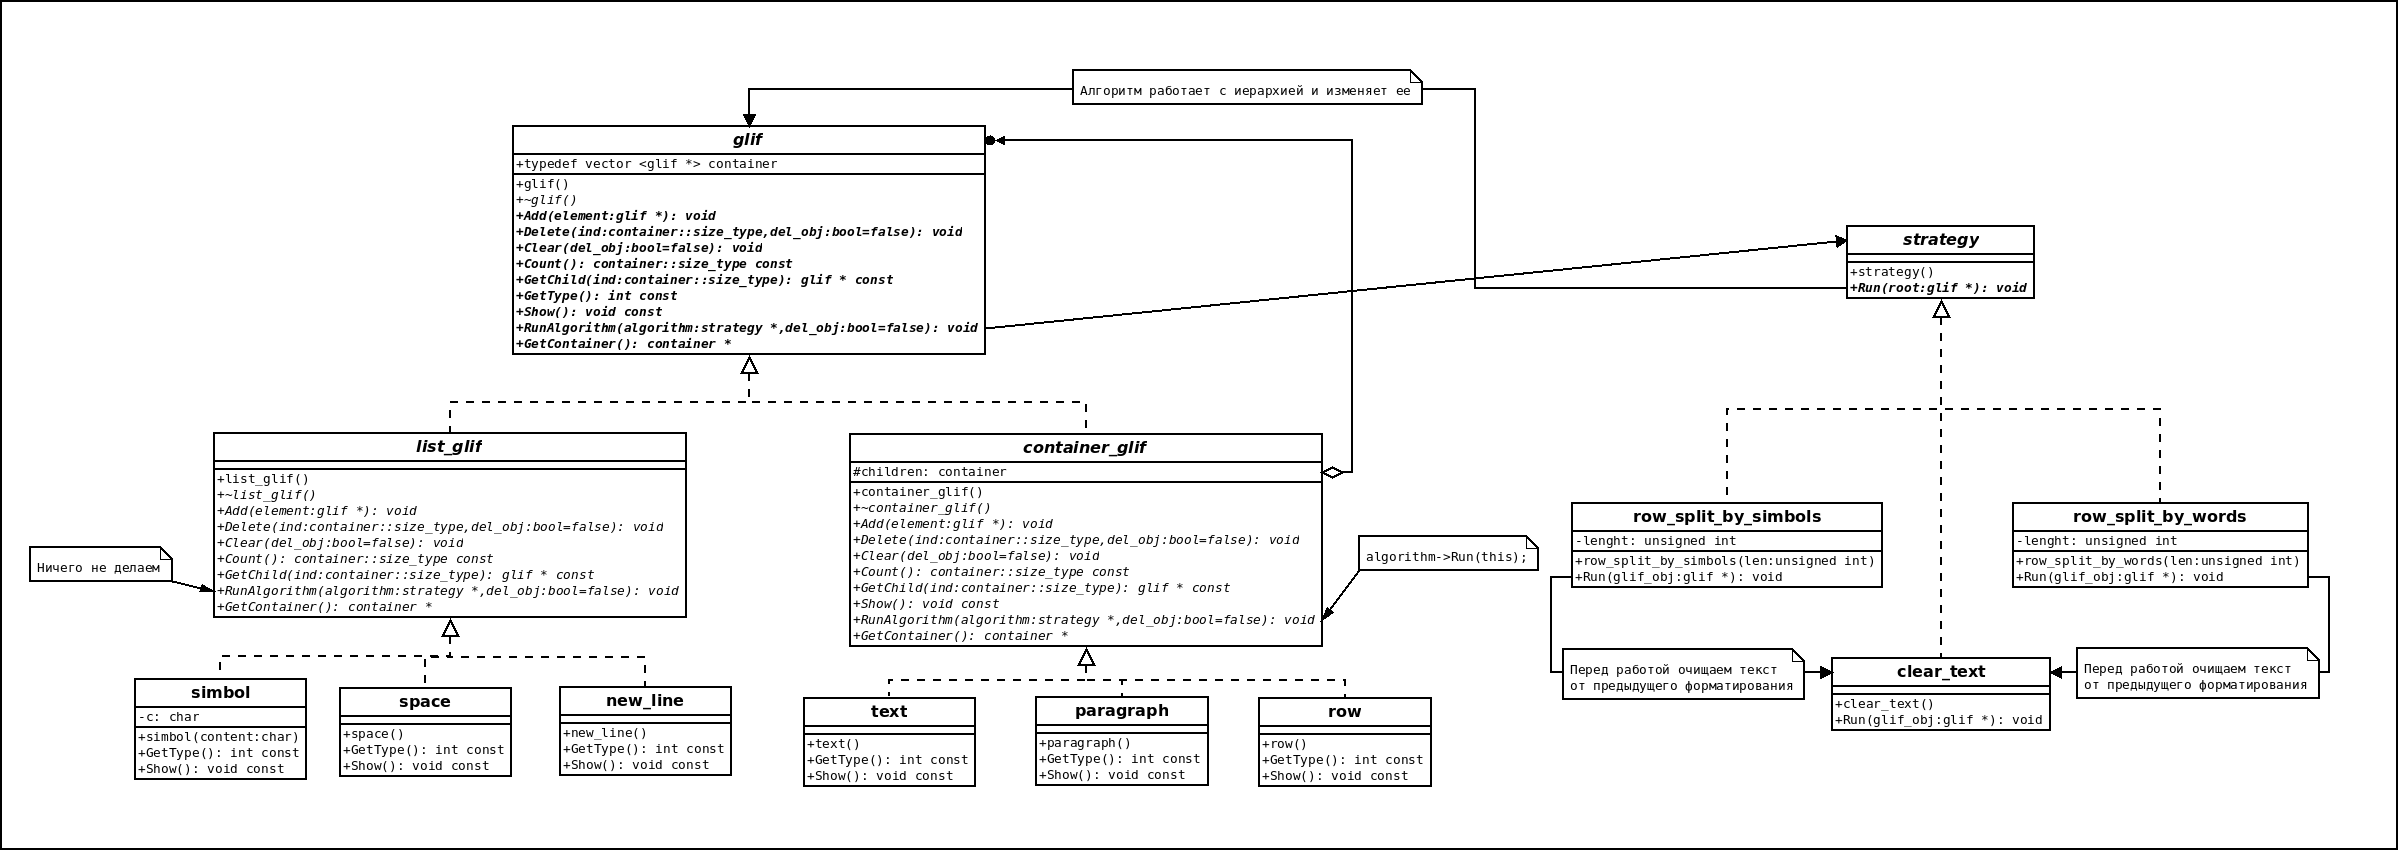 Алгоритм работает с иерархией и изменяет ее
glif
+typedef vector <glif *> container
+glif()
+~glif()
+Add(element:glif *): void
+Delete(ind:container::size_type,del_obj:bool=false): void
+Clear(del_obj:bool=false): void
+Count(): container::size_type const
+GetChild(ind:container::size_type): glif * const
+GetType(): int const
+Show(): void const
+RunAlgorithm(algorithm:strategy *,del_obj:bool=false): void
+GetContainer(): container *
strategy
+strategy()
+Run(root:glif *): void
list_glif
+list_glif()
+~list_glif()
+Add(element:glif *): void
+Delete(ind:container::size_type,del_obj:bool=false): void
+Clear(del_obj:bool=false): void
+Count(): container::size_type const
+GetChild(ind:container::size_type): glif * const
+RunAlgorithm(algorithm:strategy *,del_obj:bool=false): void
+GetContainer(): container *
Ничего не делаем
container_glif
#children: container
+container_glif()
+~container_glif()
+Add(element:glif *): void
+Delete(ind:container::size_type,del_obj:bool=false): void
+Clear(del_obj:bool=false): void
+Count(): container::size_type const
+GetChild(ind:container::size_type): glif * const
+Show(): void const
+RunAlgorithm(algorithm:strategy *,del_obj:bool=false): void
+GetContainer(): container *
algorithm->Run(this);
row_split_by_simbols
-lenght: unsigned int
+row_split_by_simbols(len:unsigned int)
+Run(glif_obj:glif *): void
row_split_by_words
-lenght: unsigned int
+row_split_by_words(len:unsigned int)
+Run(glif_obj:glif *): void
simbol
-c: char
+simbol(content:char)
+GetType(): int const
+Show(): void const
space
+space()
+GetType(): int const
+Show(): void const
new_line
+new_line()
+GetType(): int const
+Show(): void const
text
+text()
+GetType(): int const
+Show(): void const
paragraph
+paragraph()
+GetType(): int const
+Show(): void const
row
+row()
+GetType(): int const
+Show(): void const
Перед работой очищаем текст
от предыдущего форматирования
clear_text
+clear_text()
+Run(glif_obj:glif *): void
Перед работой очищаем текст
от предыдущего форматирования